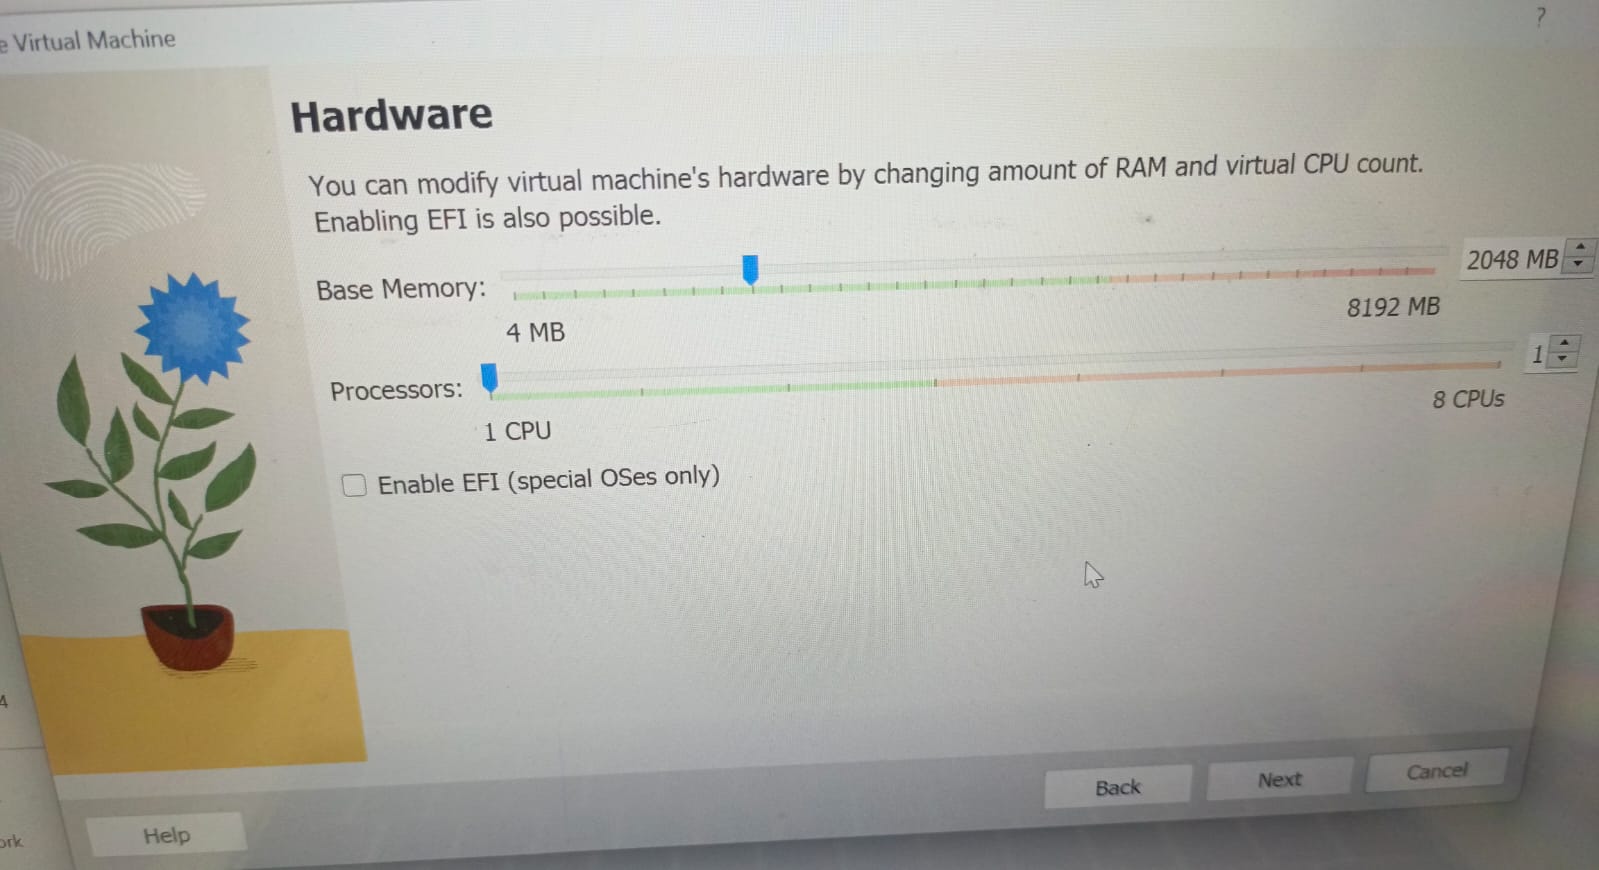 Virtual Machine
?
Hardware
You can modify virtual machine's hardware by changing amount of RAM and virtual CPU count.
Enabling EFI is also possible.
Base Memory:
2048 MB
4 MB
8192 MB
Processors:
1
1 CPU
8 CPUs
Enable EFI (special OSes only)
4
Back
Next
Cancel
Help